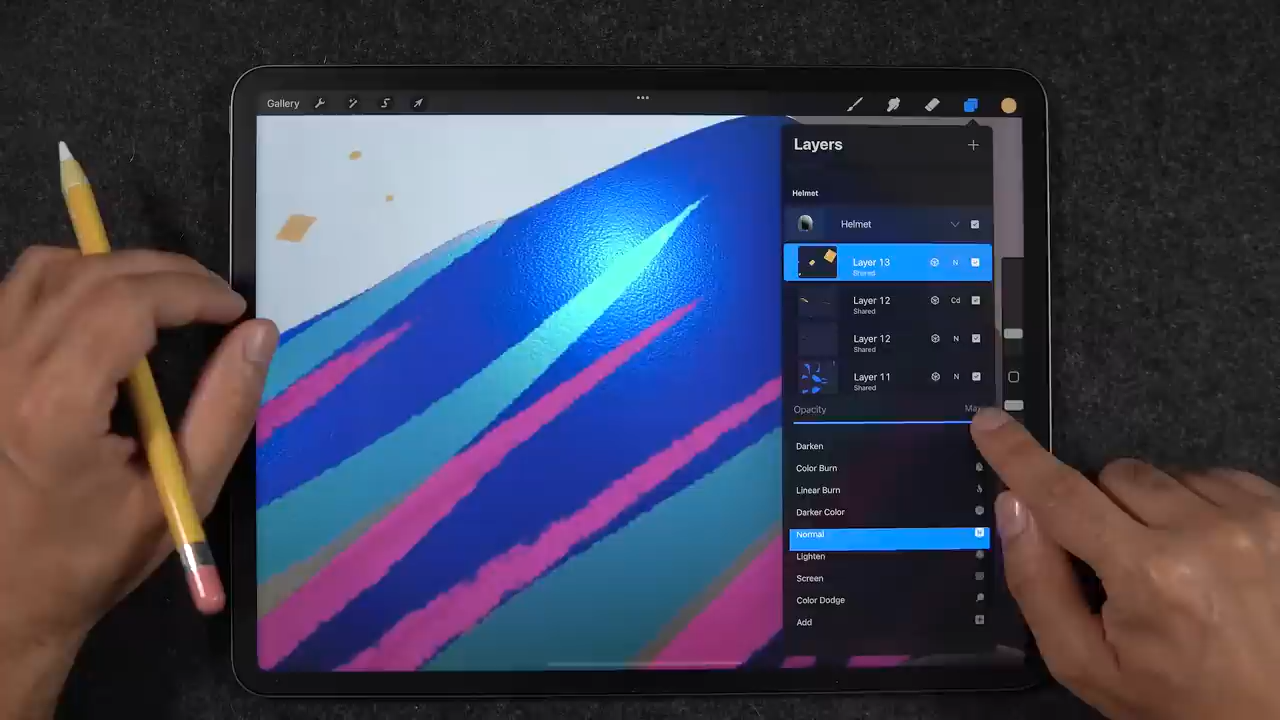 Gallery
Layers
Helmet
Helmet
Layer 13 N
Shared
Layer 12 Cd
Shared
Layer 12 N
Shared
Layer 11 N
Shared
Opacity
Darken
Color Burn
Linear Burn
Darker Color
Normal
Lighten
Screen
Color Dodge
Add